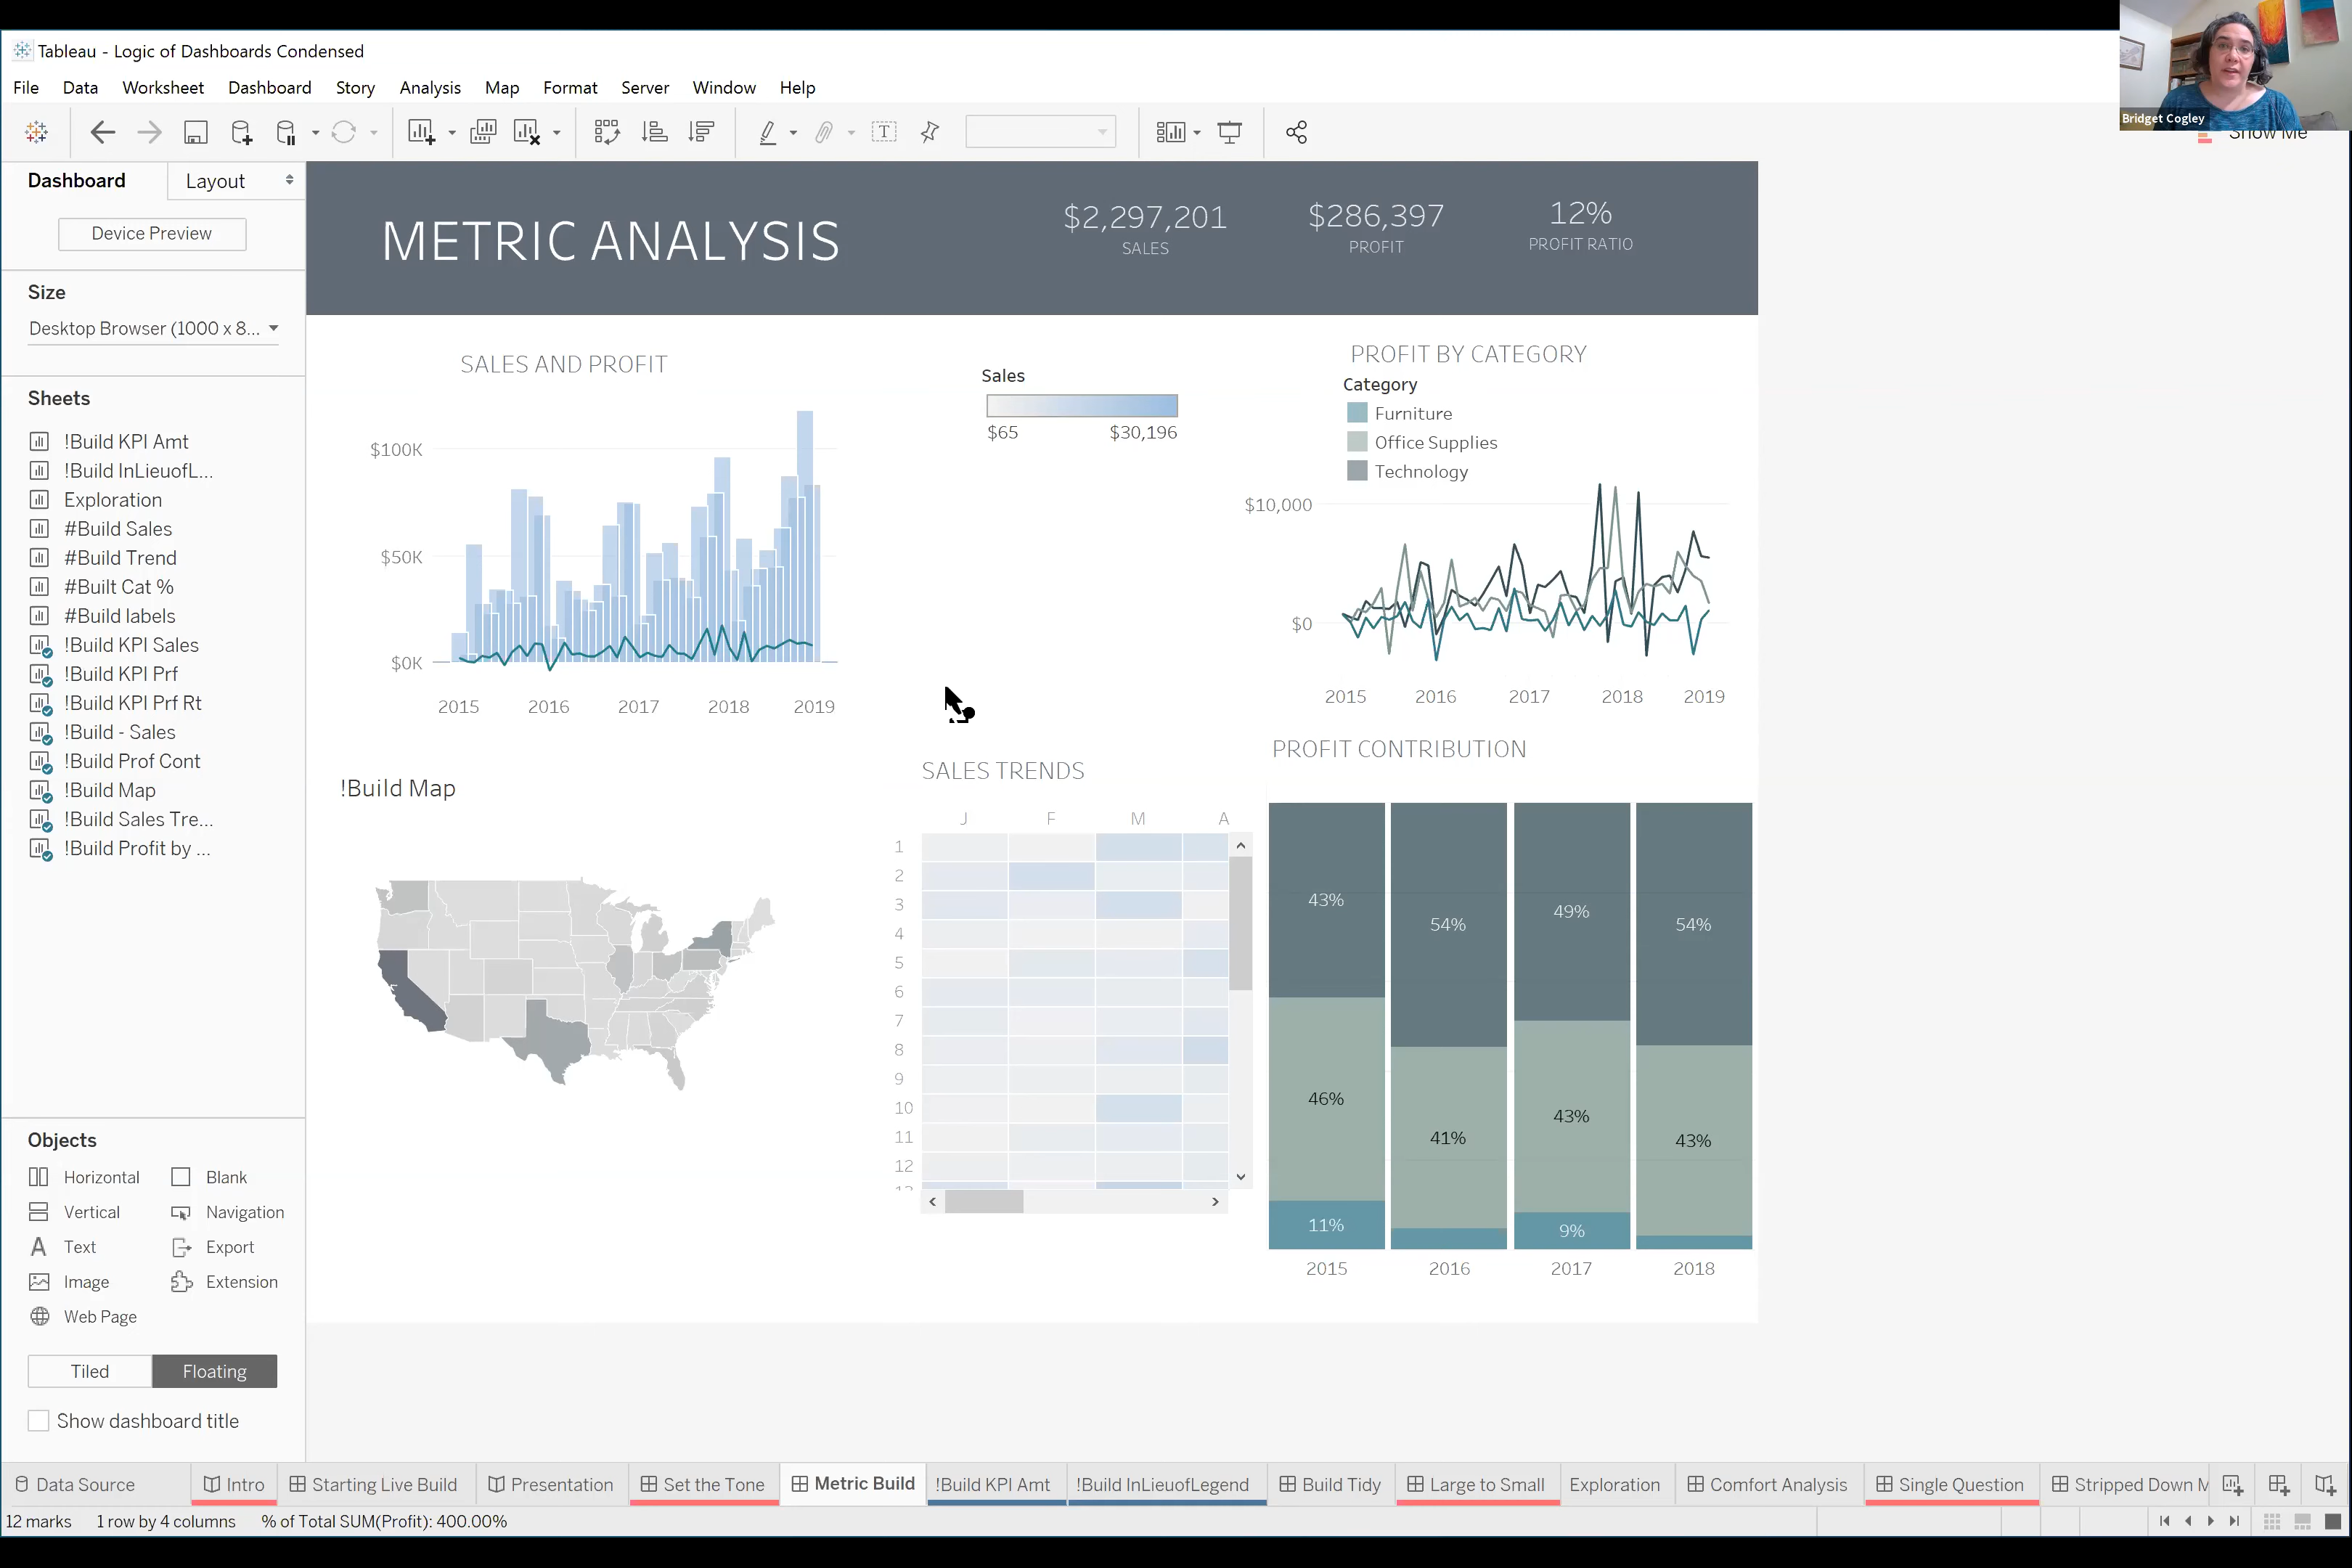 Tableau - Logic of Dashboards Condensed
Bridget Cogley
File Data Worksheet Dashboard Story Analysis Map Format Server Window Help
Show Me
Dashboard Layout
Device Preview
Size
Desktop Browser (1000 x 8...
Sheets
!Build KPI Amt
!Build InLieuofL...
Exploration
#Build Sales
#Build Trend
#Built Cat %
#Build labels
!Build KPI Sales
!Build KPI Prf
!Build KPI Prf Rt
!Build - Sales
!Build Prof Cont
!Build Map
!Build Sales Tre...
!Build Profit by ...
Objects
Horizontal Blank
Vertical Navigation
Text Export
Image Extension
Web Page
Tiled Floating
Show dashboard title
METRIC ANALYSIS
$2,297,201
SALES
$286,397
PROFIT
12%
PROFIT RATIO
SALES AND PROFIT
$100K
$50K
$0K
2015 2016 2017 2018 2019
Sales
$65 $30,196
PROFIT BY CATEGORY
Category
Furniture
Office Supplies
Technology
$10,000
$0
2015 2016 2017 2018 2019
!Build Map
SALES TRENDS
J F M A
1
2
3
4
5
6
7
8
9
10
11
12
PROFIT CONTRIBUTION
43% 54% 49% 54%
46% 41% 43% 43%
11% 9%
2015 2016 2017 2018
Data Source Intro Starting Live Build Presentation Set the Tone Metric Build !Build KPI Amt !Build InLieuofLegend Build Tidy Large to Small Exploration Comfort Analysis Single Question Stripped Down M
12 marks 1 row by 4 columns % of Total SUM(Profit): 400.00%